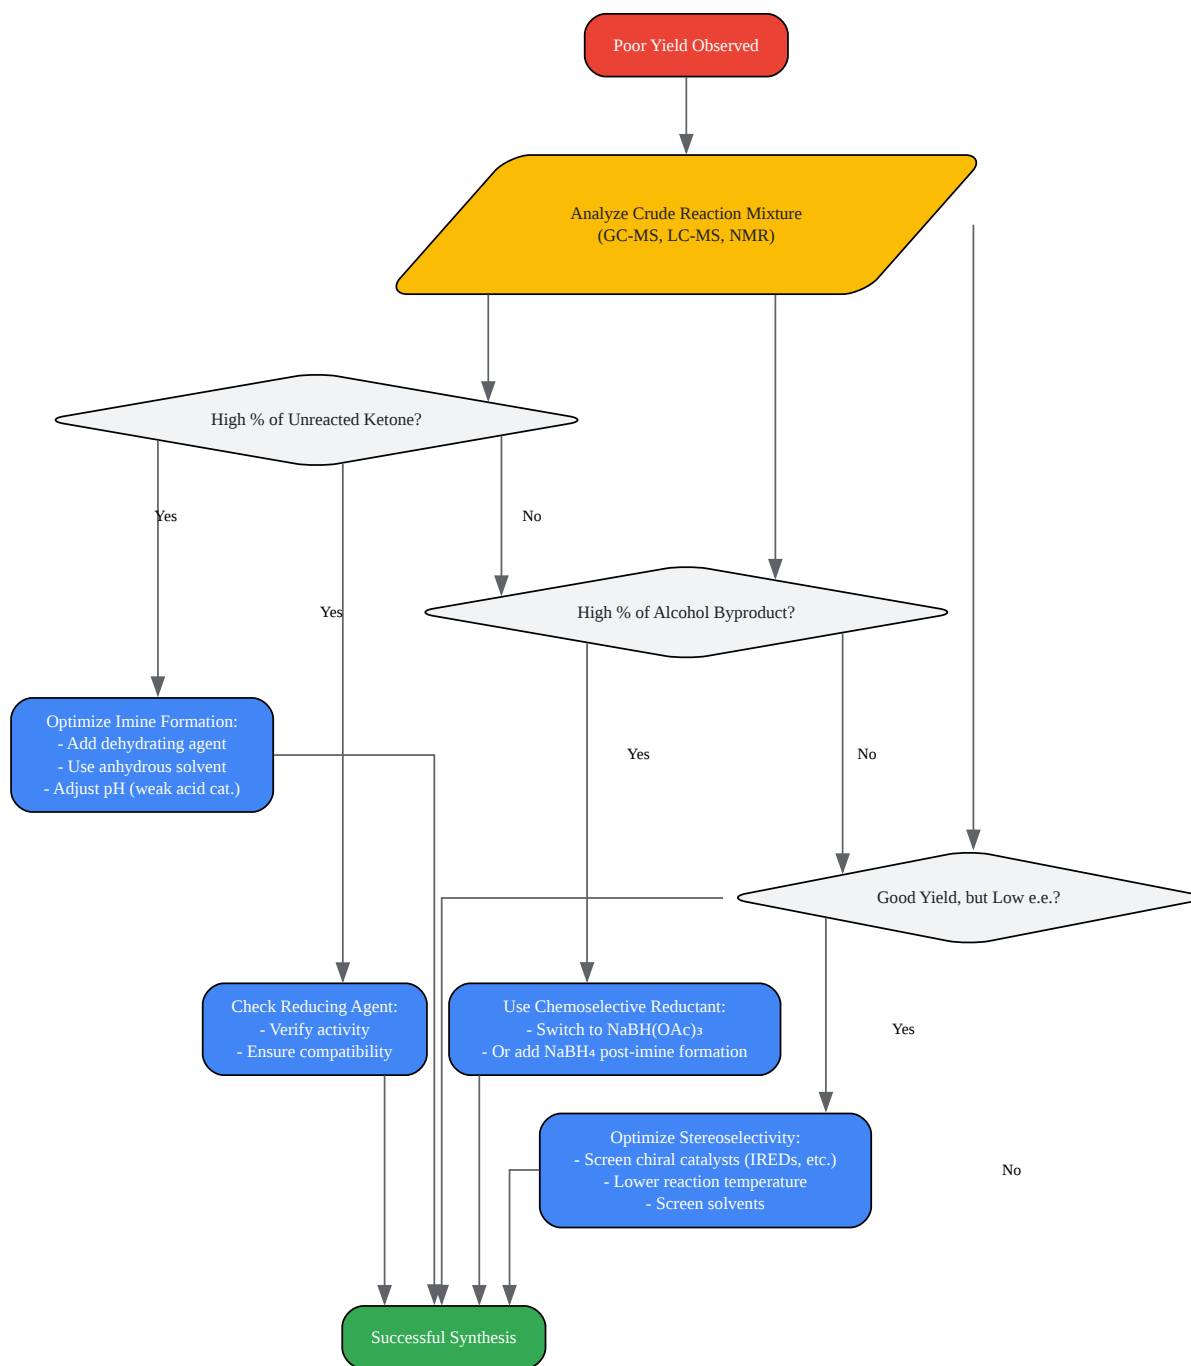 Poor Yield Observed
Analyze Crude Reaction Mixture
(GC-MS, LC-MS, NMR)
High % of Unreacted Ketone?
Yes
No
Yes
High % of Alcohol Byproduct?
Optimize Imine Formation:
- Add dehydrating agent
- Use anhydrous solvent
- Adjust pH (weak acid cat.)
Yes
No
Good Yield, but Low e.e.?
Check Reducing Agent:
- Verify activity
- Ensure compatibility
Use Chemoselective Reductant:
- Switch to NaBH(OAc)₃
- Or add NaBH₄ post-imine formation
Yes
Optimize Stereoselectivity:
- Screen chiral catalysts (IREDs, etc.)
- Lower reaction temperature
- Screen solvents
No
Successful Synthesis